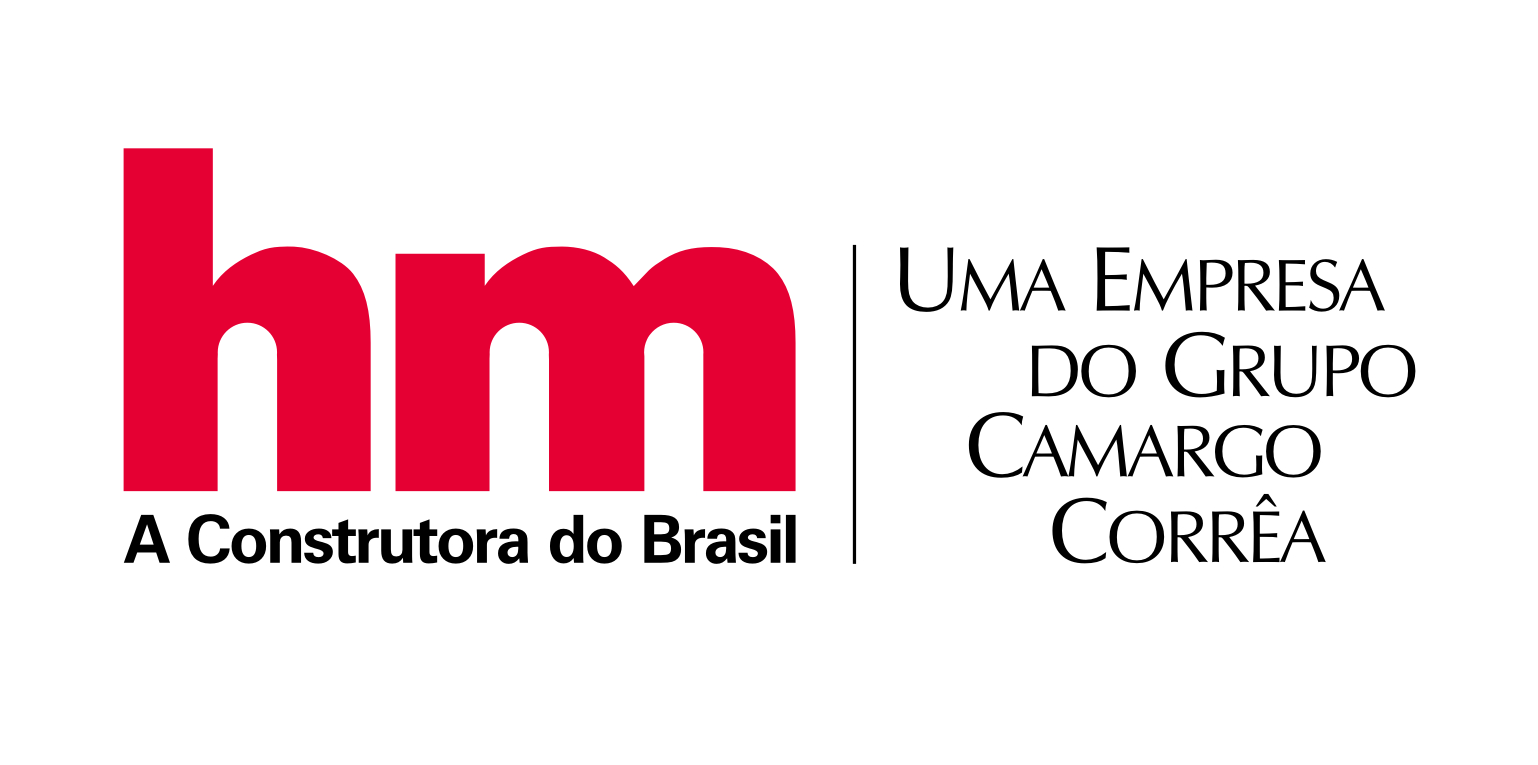 hm
A Construtora do Brasil
UMA EMPRESA
DO GRUPO
CAMARGO
CORRÊA